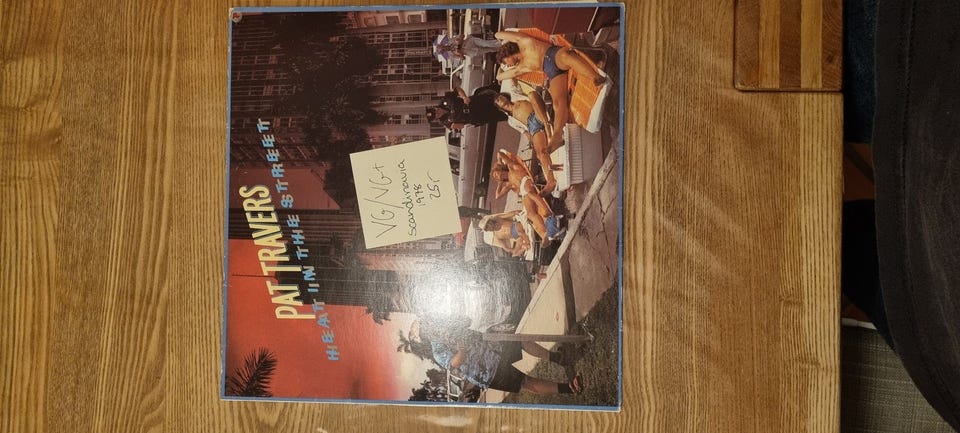 PAT TRAVERS
HEAT IN THE STREET
VG/VG+
Scandinavia
1978
25,-